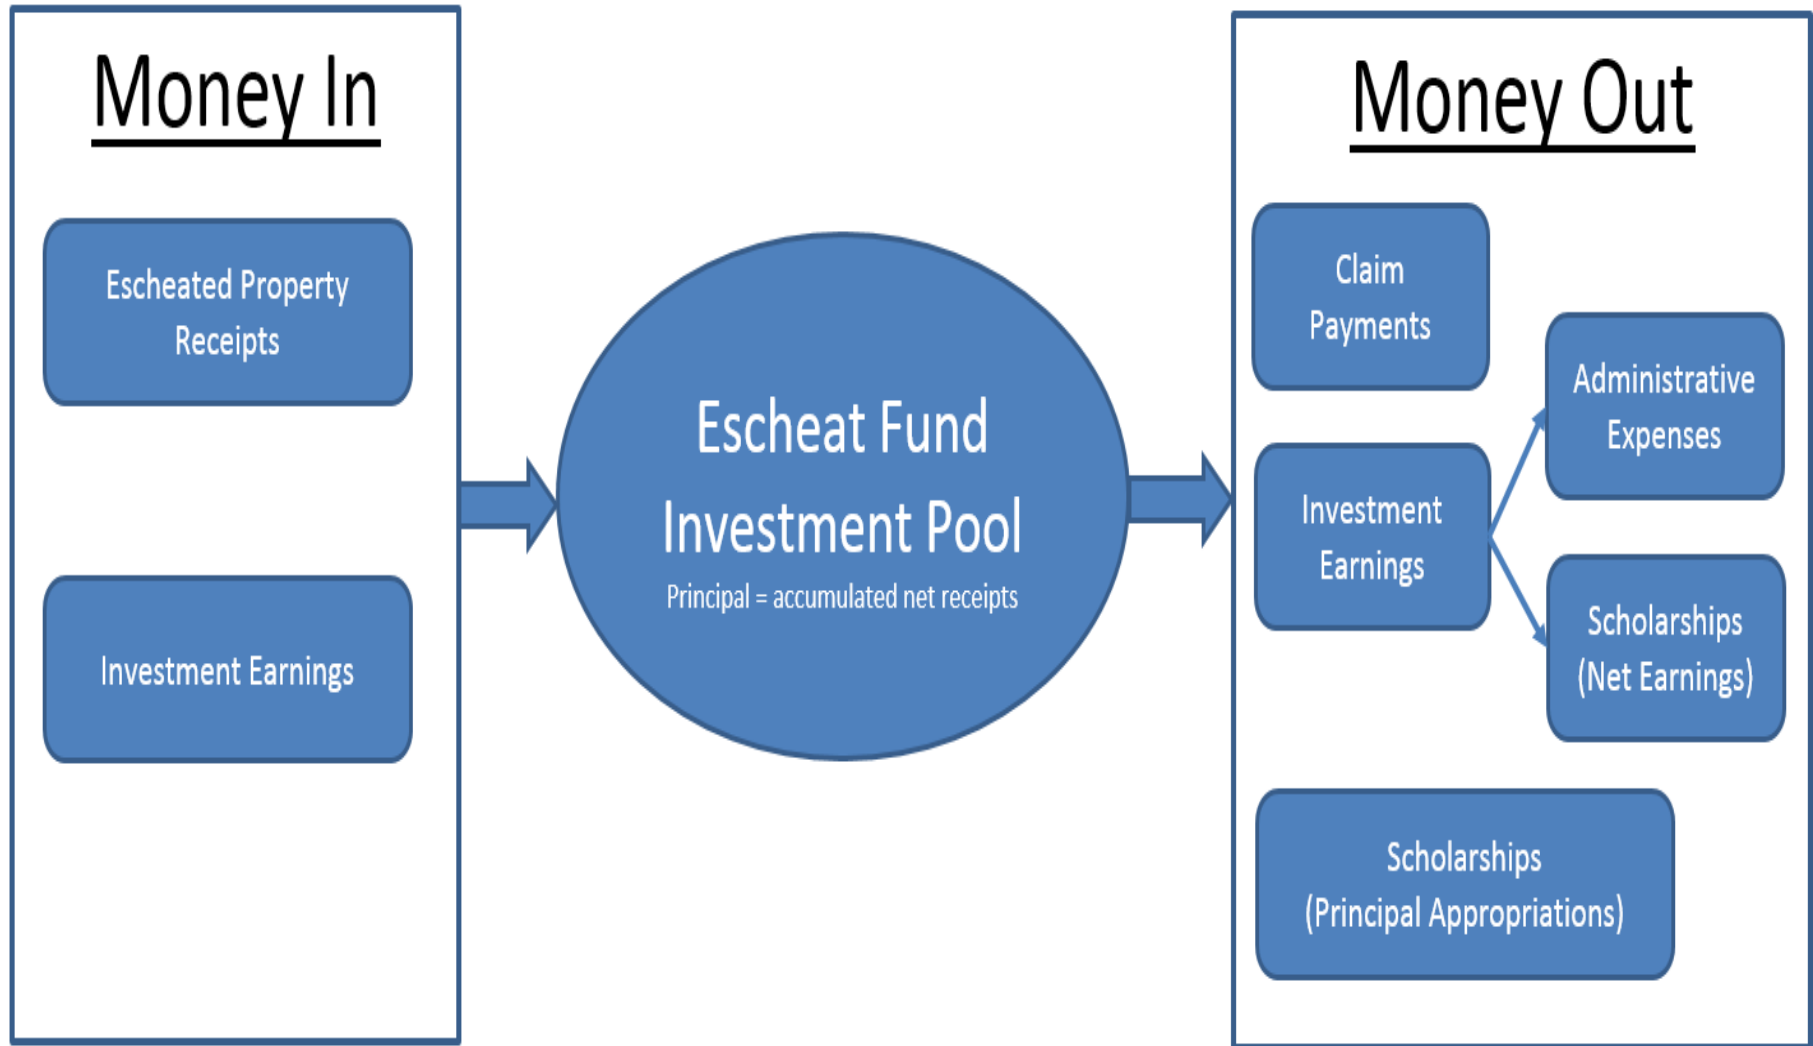 Money In
Escheated Property
Receipts
Investment Earnings
Escheat Fund
Investment Pool
Principal = accumulated net receipts
Money Out
Claim
Payments
Investment
Earnings
Administrative
Expenses
Scholarships
(Net Earnings)
Scholarships
(Principal Appropriations)